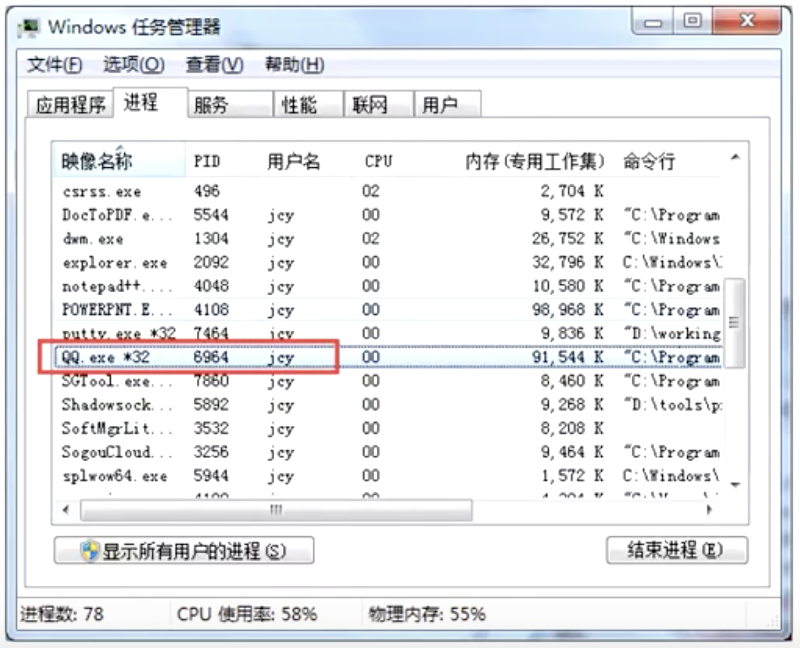 Windows 任务管理器
文件(F) 选项(O) 查看(V) 帮助(H)
应用程序 进程 服务 性能 联网 用户
映像名称 PID 用户名 CPU 内存(专用工作集) 命令行
csrss.exe 496 02 2,704 K
DocToPDF.e... 5544 jcy 00 9,572 K "C:\Program
dwm.exe 1304 jcy 02 26,752 K "C:\Windows
explorer.exe 2092 jcy 00 32,796 K C:\Windows\
notepad++.... 4048 jcy 00 10,580 K "C:\Program
POWERPNT.E... 4108 jcy 00 98,968 K "C:\Program
putty.exe *32 7464 jcy 00 9,836 K "D:\working
QQ.exe *32 6964 jcy 00 91,544 K "C:\Program
SGTool.exe... 7860 jcy 00 8,460 K "C:\Program
Shadowsock... 5892 jcy 00 9,268 K "D:\tools\p
SoftMgrLit... 3532 jcy 00 8,208 K
SogouCloud... 3256 jcy 00 9,464 K "C:\Program
splwow64.exe 5944 jcy 00 1,572 K C:\Windows\
显示所有用户的进程(S) 结束进程(E)
进程数: 78 CPU 使用率: 58% 物理内存: 55%